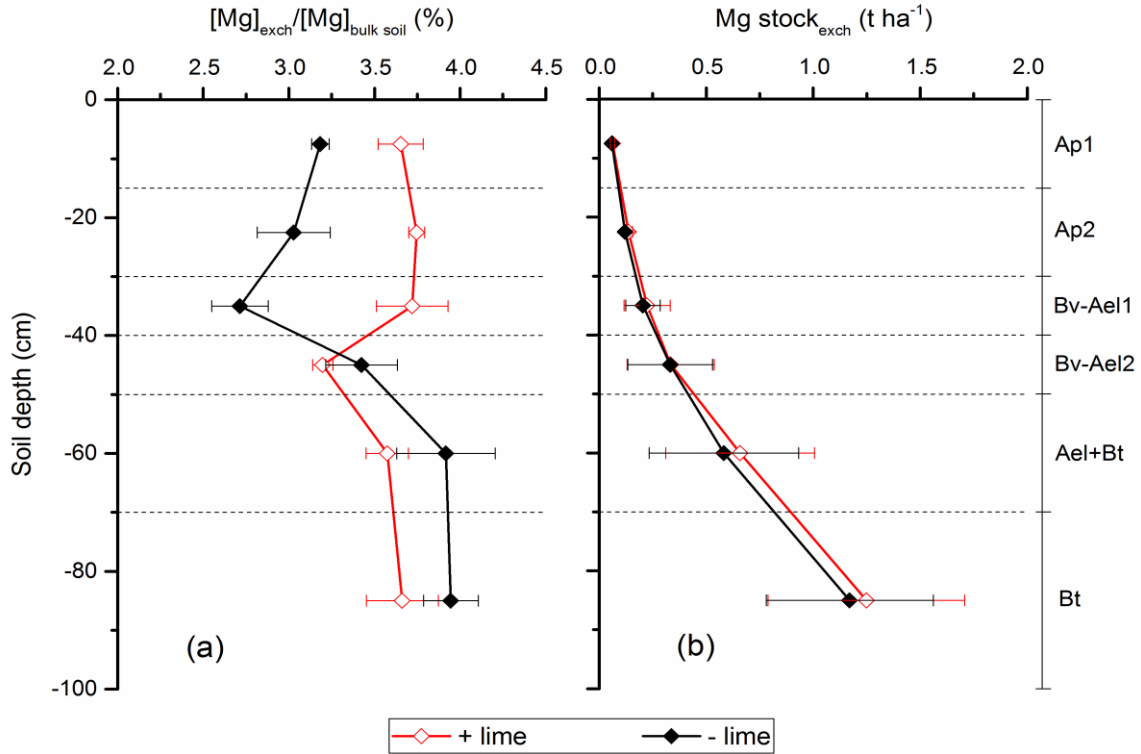 [Mg]exch/[Mg]bulk soil (%)
Mg stockexch (t ha-1)
2.0 2.5 3.0 3.5 4.0 4.5
0.0 0.5 1.0 1.5 2.0
0
-20
-40
-60
-80
-100
Soil depth (cm)
Ap1
Ap2
Bv-Ael1
Bv-Ael2
Ael+Bt
Bt
(a)
(b)
+ lime
- lime